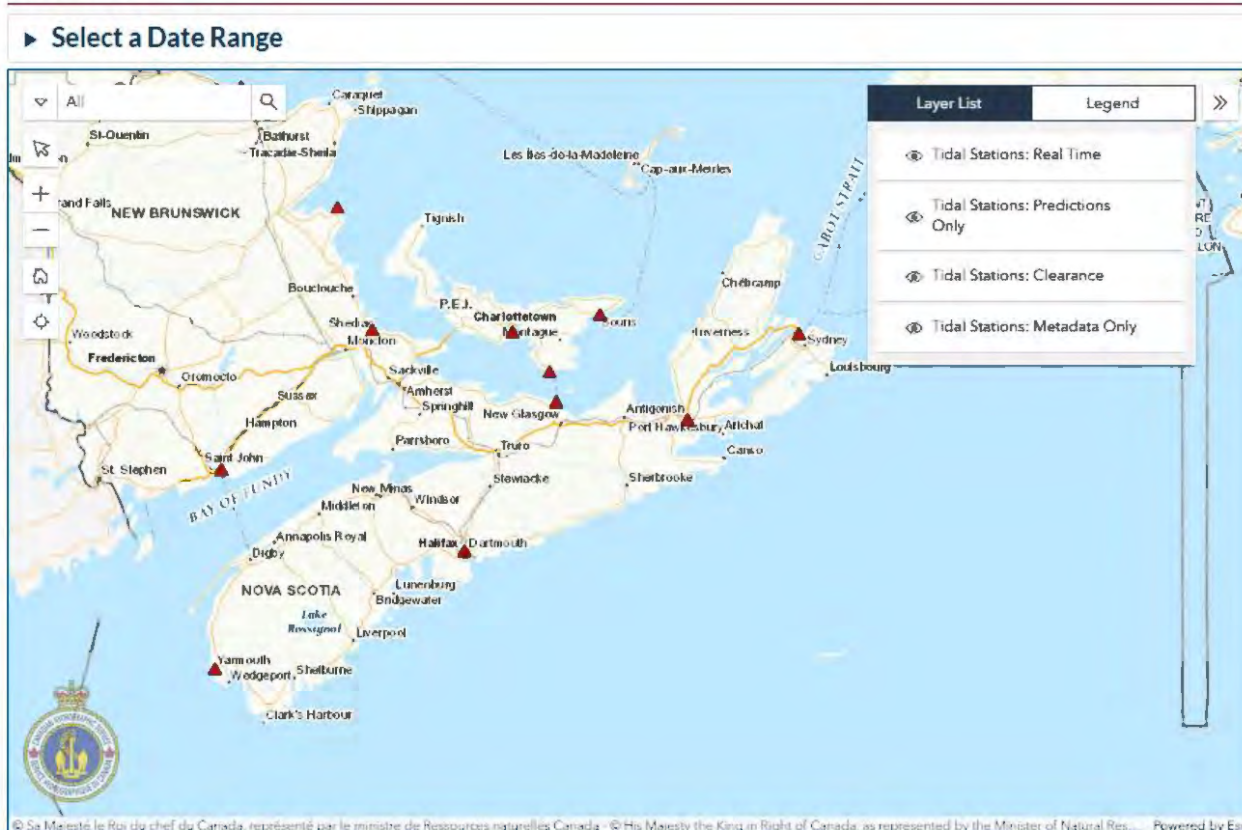 Select a Date Range
All
Layer List
Legend
Tidal Stations: Real Time
Tidal Stations: Predictions
Only
Tidal Stations: Clearance
Tidal Stations: Metadata Only
Caraquet
Shippagan
St-Quentin
Bathurst
Tracadie-Sheila
Les Îles-de-la-Madeleine
Cap-aux-Meules
CABOT STRAIT
rand Falls
NEW BRUNSWICK
Tignish
Bouctouche
Chéticamp
P.E.I.
Charlottetown
Souris
Montague
Shediac
Moncton
Inverness
Sydney
Woodstock
Fredericton
Louisbourg
Oromocto
Sackville
Sussex
Amherst
Springhill
New Glasgow
Antigonish
Port Hawkesbury
Arichat
Hampton
Parrsboro
Truro
Canso
Saint John
St. Stephen
Stewiacke
Sherbrooke
BAY OF FUNDY
New Minas
Windsor
Middleton
Annapolis Royal
Halifax
Dartmouth
Digby
NOVA SCOTIA
Lunenburg
Bridgewater
Lake
Rossignol
Liverpool
Yarmouth
Wedgeport
Shelburne
Clark's Harbour
© Sa Majesté le Roi du chef du Canada, représenté par le ministre de Ressources naturelles Canada - © His Majesty the King in Right of Canada, as represented by the Minister of Natural Res... Powered by Es